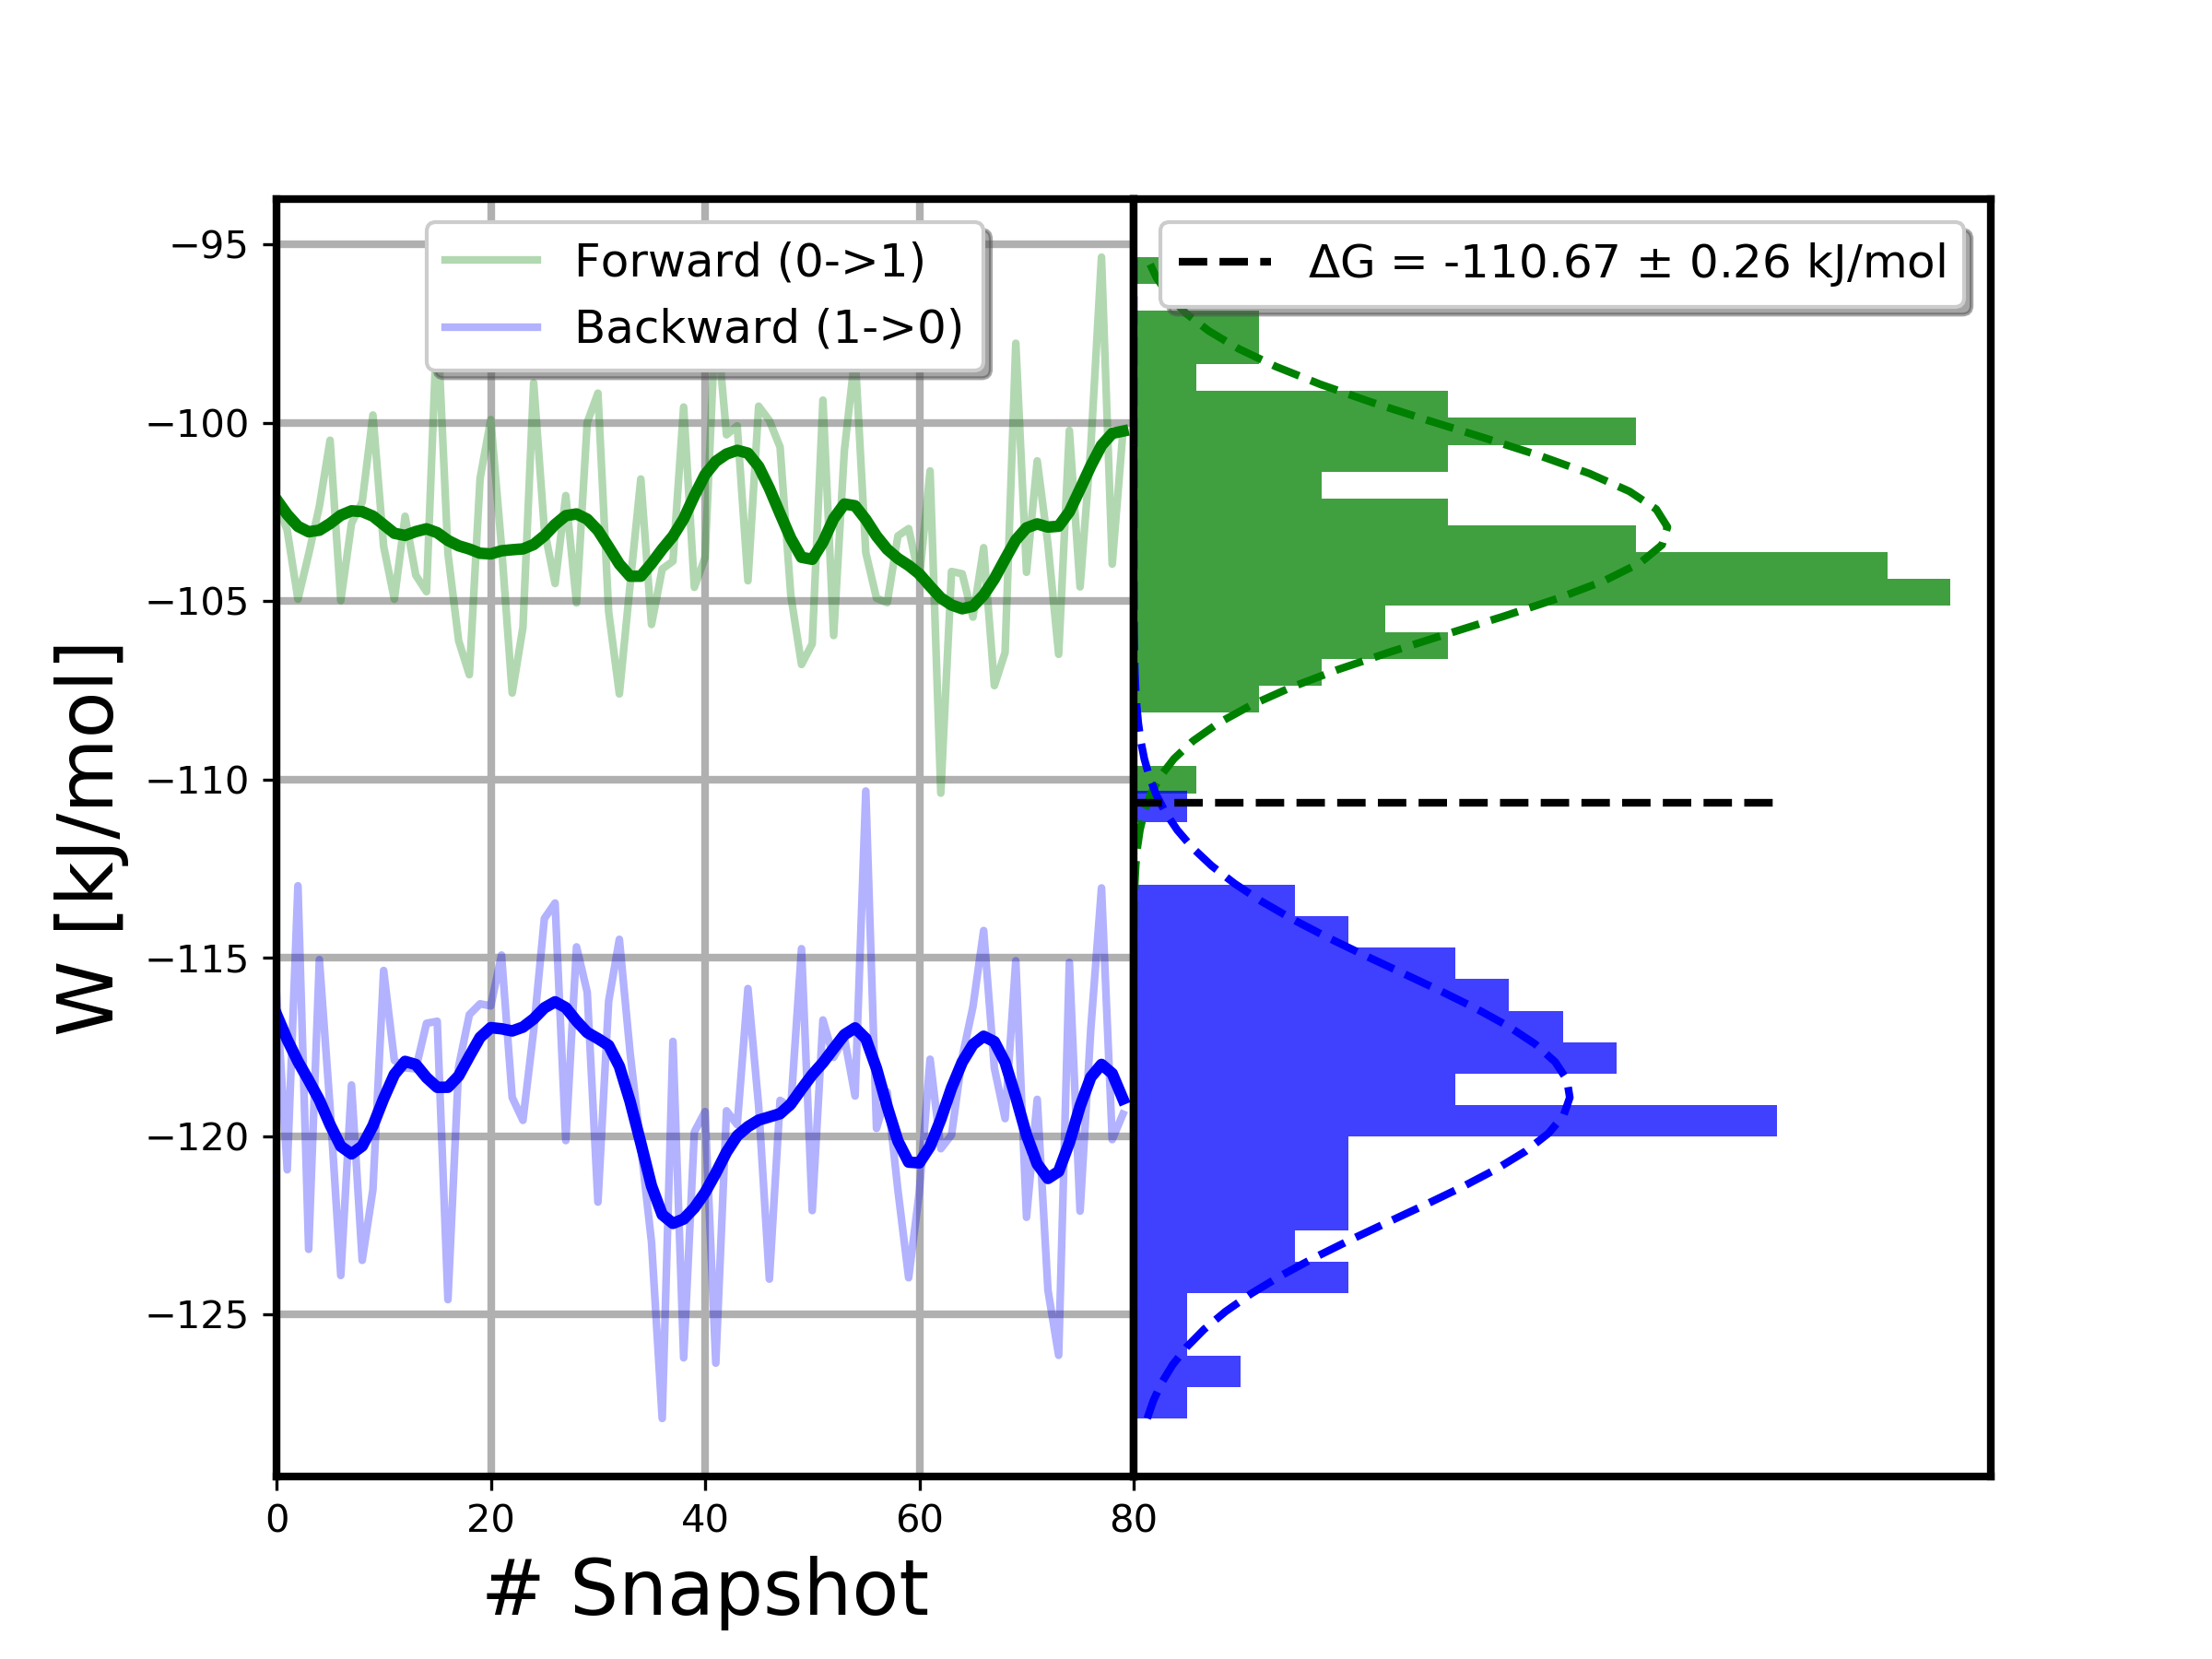 Forward (0->1)
Backward (1->0)
ΔG = -110.67 ± 0.26 kJ/mol
W [kJ/mol]
−95
−100
−105
−110
−115
−120
−125
0 20 40 60 80
# Snapshot